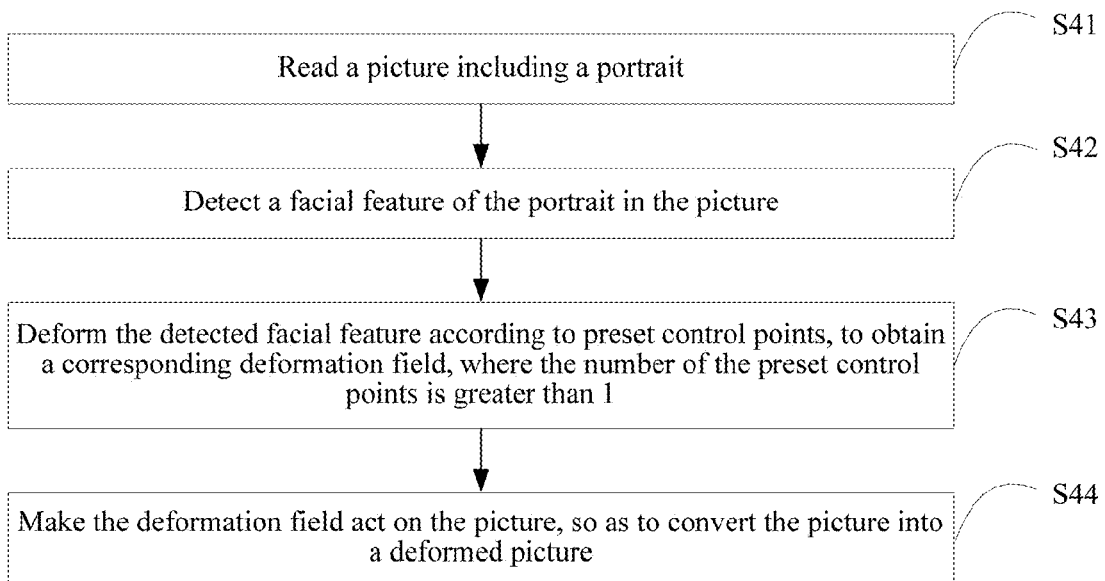 S41
Read a picture including a portrait
S42
Detect a facial feature of the portrait in the picture
S43
Deform the detected facial feature according to preset control points, to obtain
a corresponding deformation field, where the number of the preset control
points is greater than 1
S44
Make the deformation field act on the picture, so as to convert the picture into
a deformed picture